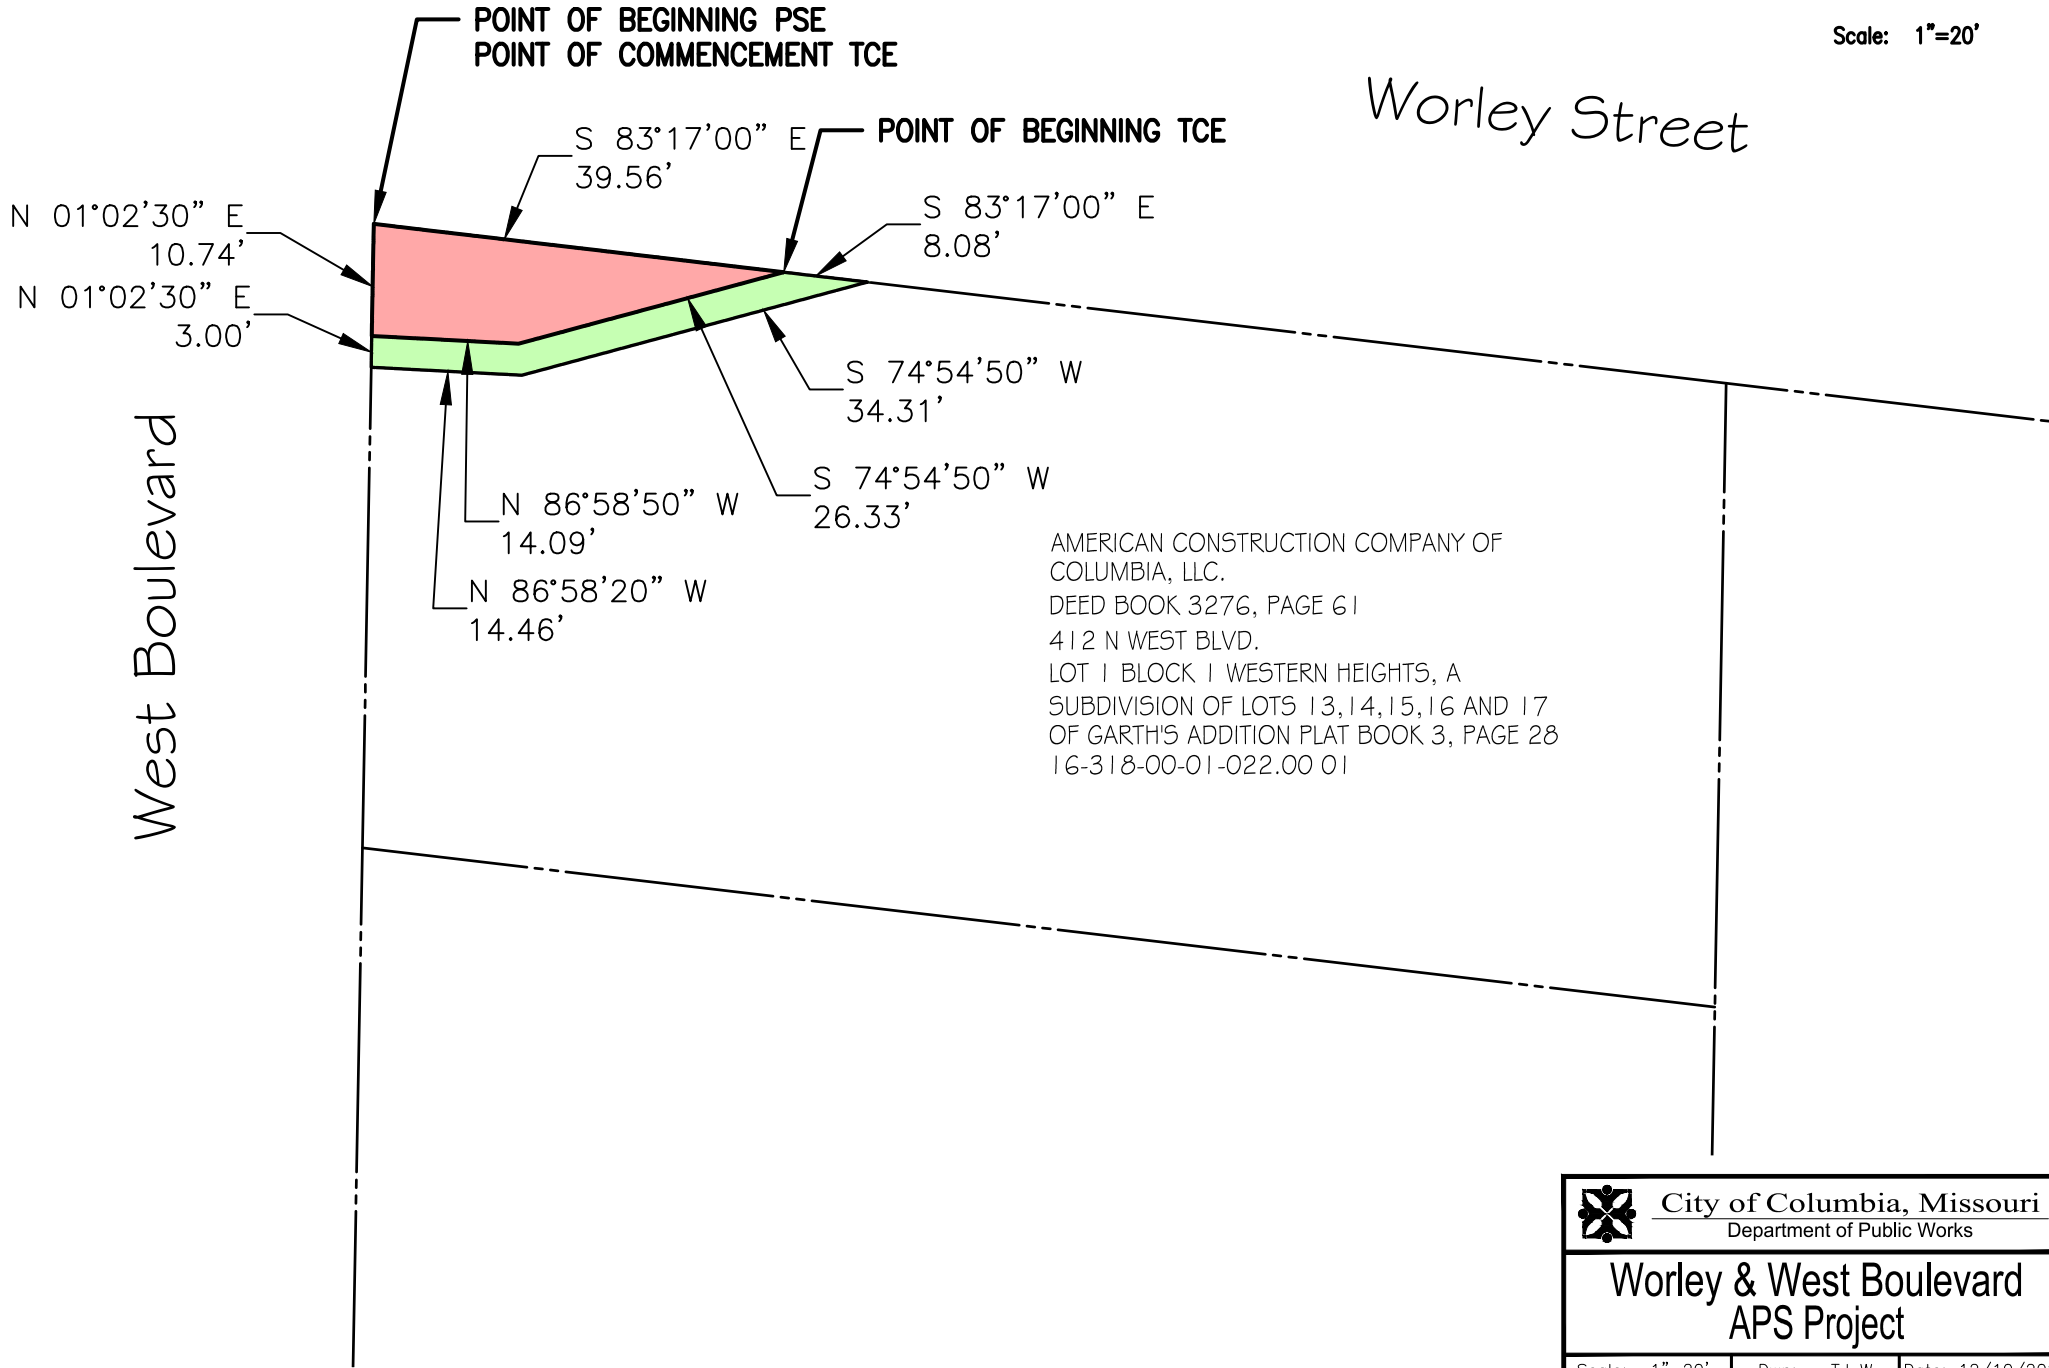 POINT OF BEGINNING PSE
POINT OF COMMENCEMENT TCE
Scale: 1"=20'
Worley Street
S 83°17'00" E
39.56'
POINT OF BEGINNING TCE
N 01°02'30" E
10.74'
S 83°17'00" E
8.08'
N 01°02'30" E
3.00'
S 74°54'50" W
34.31'
S 74°54'50" W
26.33'
N 86°58'50" W
14.09'
N 86°58'20" W
14.46'
West Boulevard
AMERICAN CONSTRUCTION COMPANY OF
COLUMBIA, LLC.
DEED BOOK 3276, PAGE 61
412 N WEST BLVD.
LOT 1 BLOCK 1 WESTERN HEIGHTS, A
SUBDIVISION OF LOTS 13,14,15,16 AND 17
OF GARTH'S ADDITION PLAT BOOK 3, PAGE 28
16-318-00-01-022.00 01
City of Columbia, Missouri
Department of Public Works
Worley & West Boulevard
APS Project